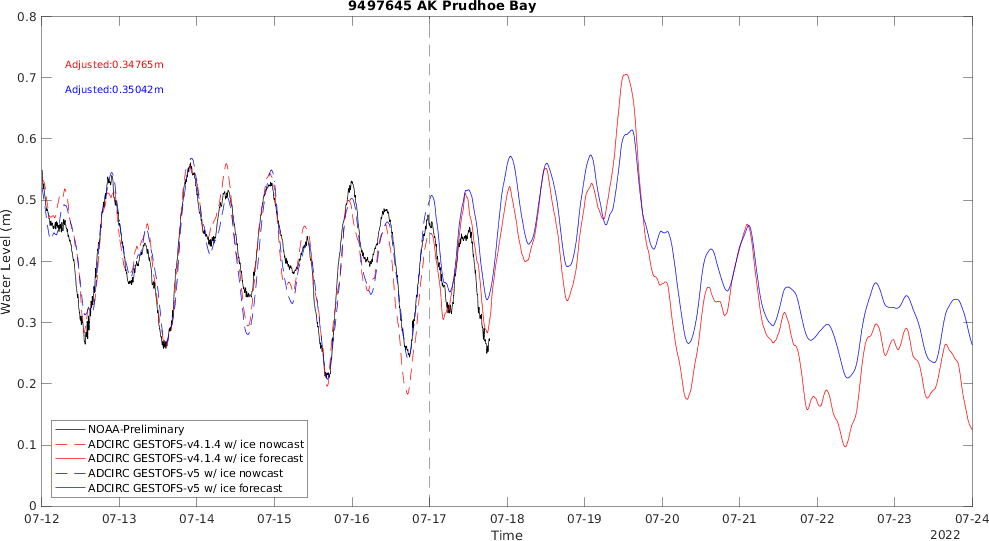 9497645 AK Prudhoe Bay
0.8
0.7
0.6
0.5
0.4
0.3
0.2
0.1
0
Water Level (m)
Adjusted:0.34765m
Adjusted:0.35042m
NOAA-Preliminary
ADCIRC GESTOFS-v4.1.4 w/ ice nowcast
ADCIRC GESTOFS-v4.1.4 w/ ice forecast
ADCIRC GESTOFS-v5 w/ ice nowcast
ADCIRC GESTOFS-v5 w/ ice forecast
07-12 07-13 07-14 07-15 07-16 07-17 07-18 07-19 07-20 07-21 07-22 07-23 07-24
Time
2022